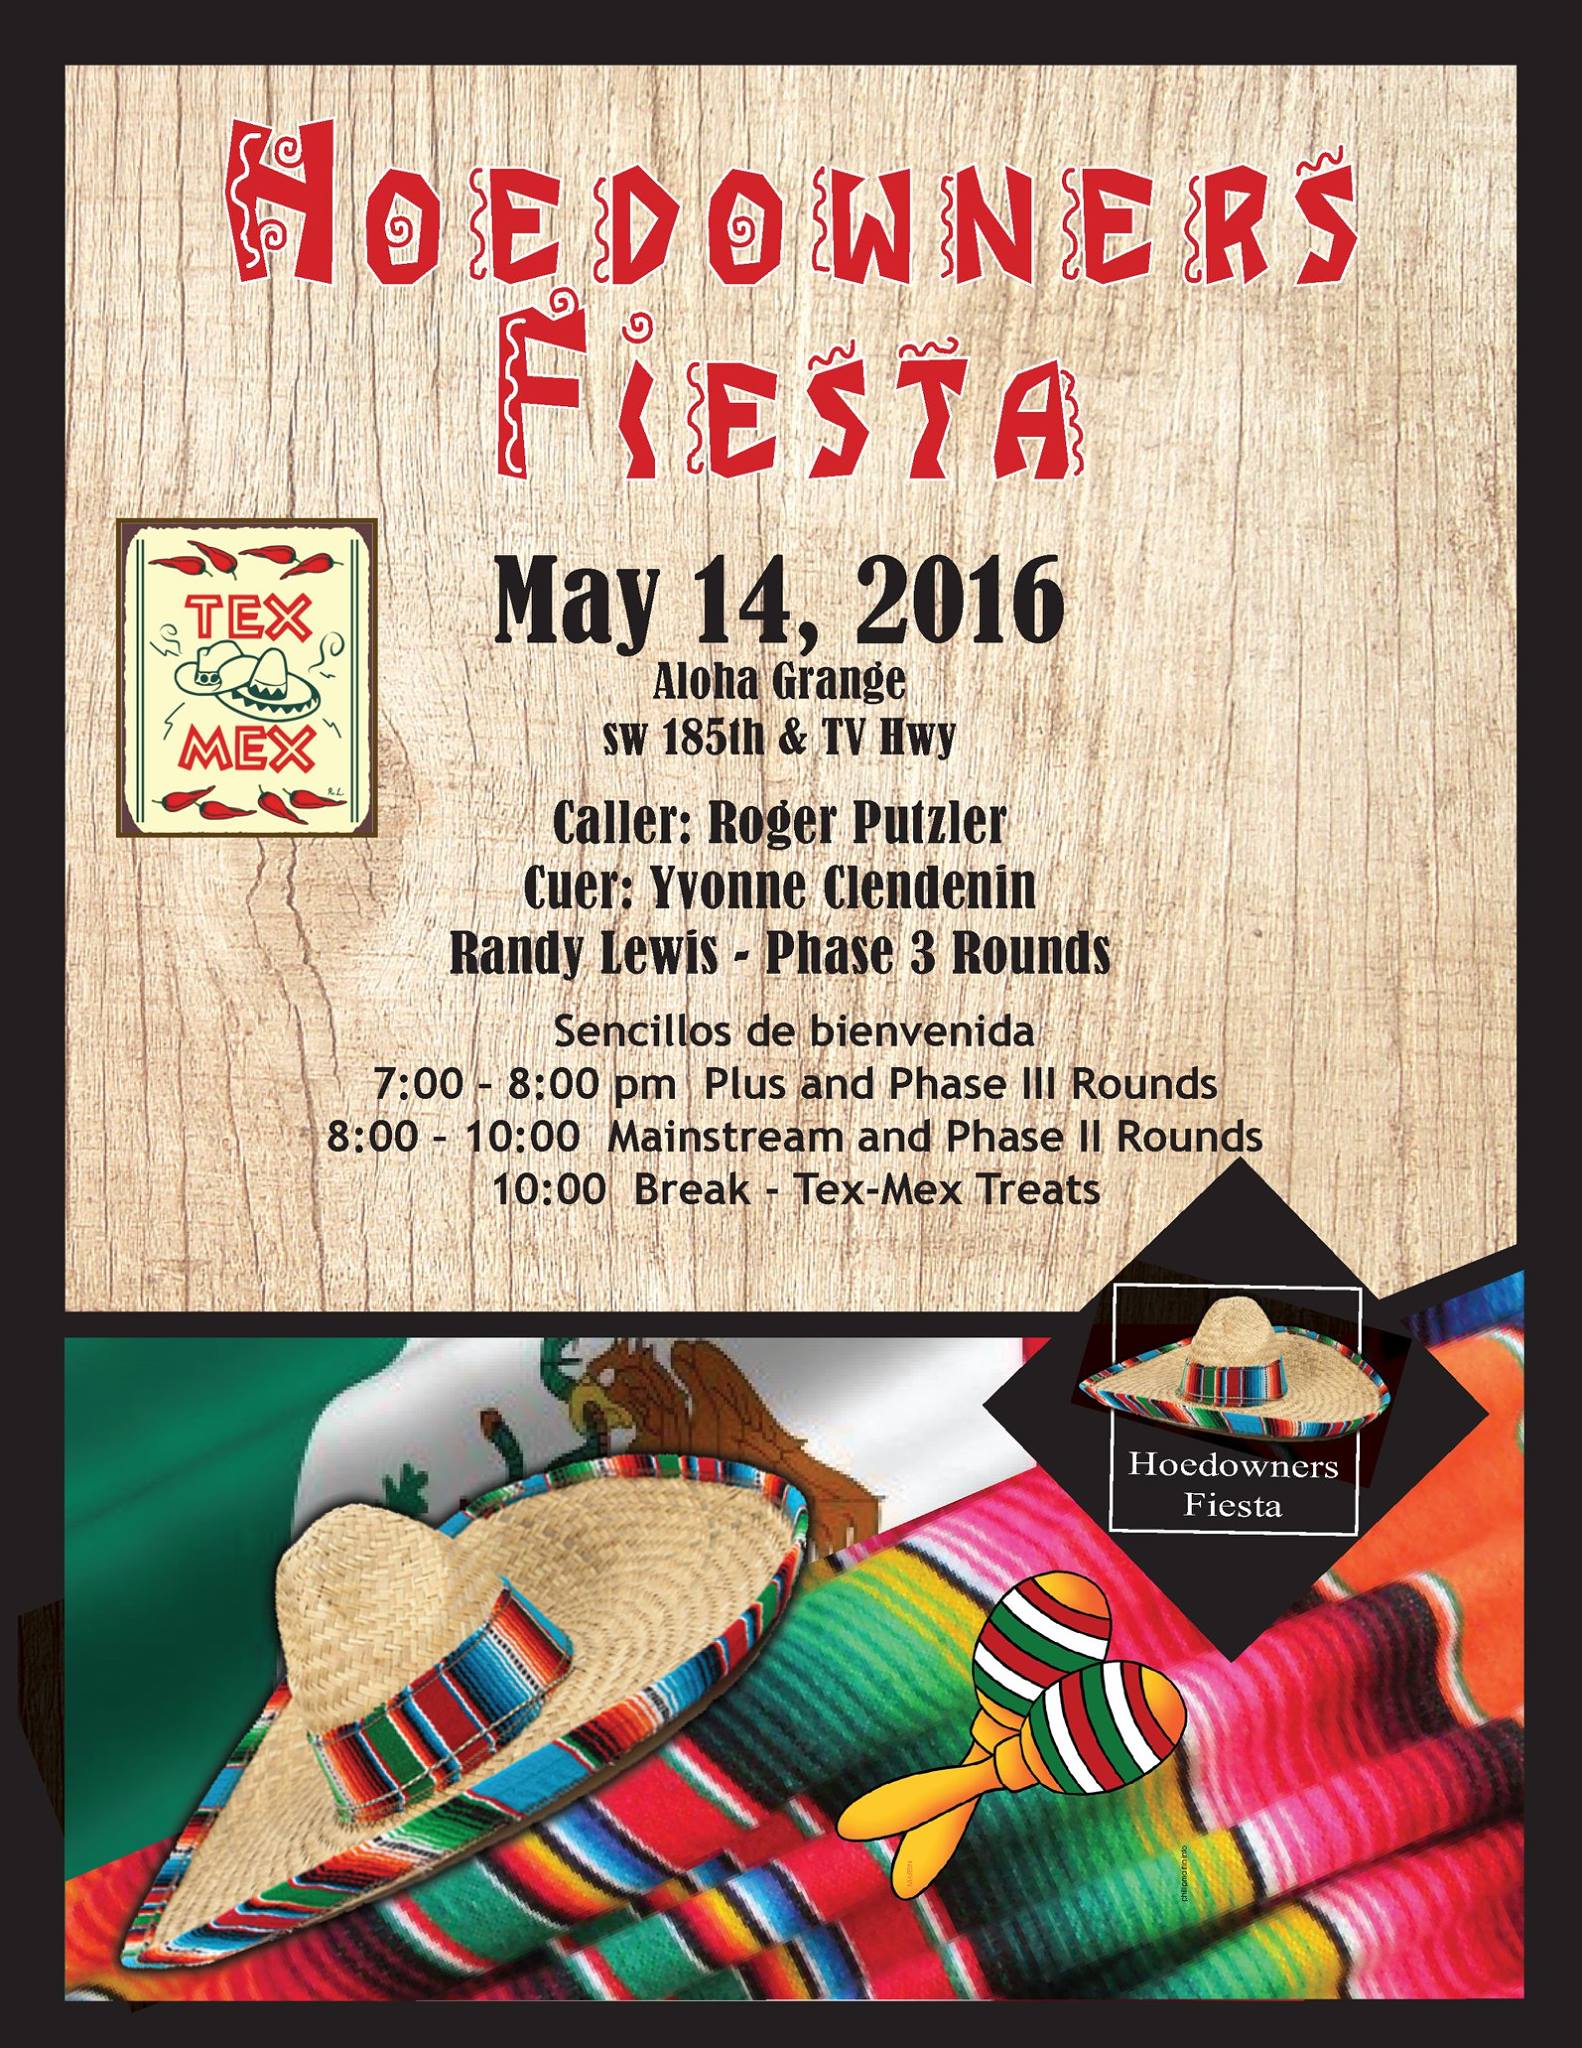 Hoedowners
Fiesta
TEX
MEX
May 14, 2016
Aloha Grange
sw 185th & TV Hwy
Caller: Roger Putzler
Cuer: Yvonne Clendenin
Randy Lewis - Phase 3 Rounds
Sencillos de bienvenida
7:00 – 8:00 pm  Plus and Phase III Rounds
8:00 – 10:00  Mainstream and Phase II Rounds
10:00  Break - Tex-Mex Treats
Hoedowners
Fiesta